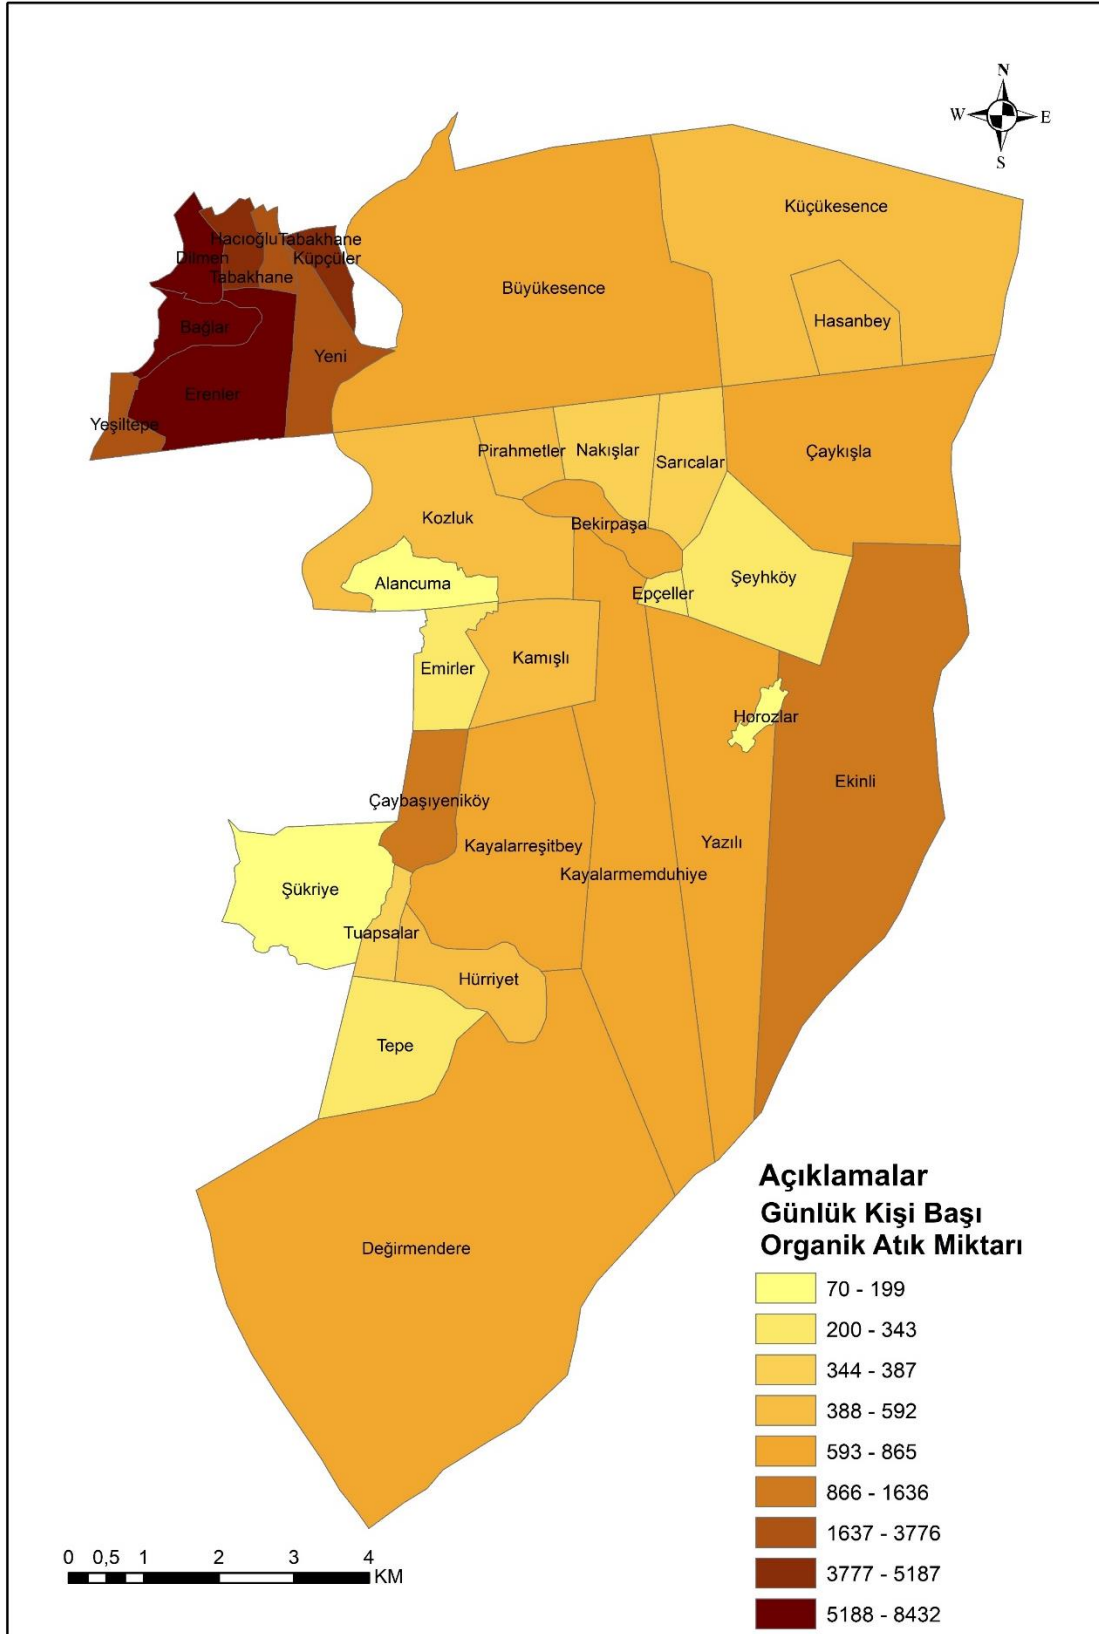 N
W E
S
Küçükesence
Hacıoğlu
Tabakhane
Dilmen
Küpçüler
Tabakhane
Büyükesence
Hasanbey
Bağlar
Yeni
Erenler
Yeşiltepe
Pirahmetler
Nakışlar
Sarıcalar
Çaykışla
Kozluk
Bekirpaşa
Alancuma
Epçeller
Şeyhköy
Emirler
Kamışlı
Horozlar
Ekinli
Çaybaşıyeniköy
Kayalarreşitbey
Yazılı
Kayalarmemduhiye
Şükriye
Tuapsalar
Hürriyet
Tepe
Değirmendere
Açıklamalar
Günlük Kişi Başı
Organik Atık Miktarı
70 - 199
200 - 343
344 - 387
388 - 592
593 - 865
866 - 1636
1637 - 3776
3777 - 5187
5188 - 8432
0 0,5 1 2 3 4
KM